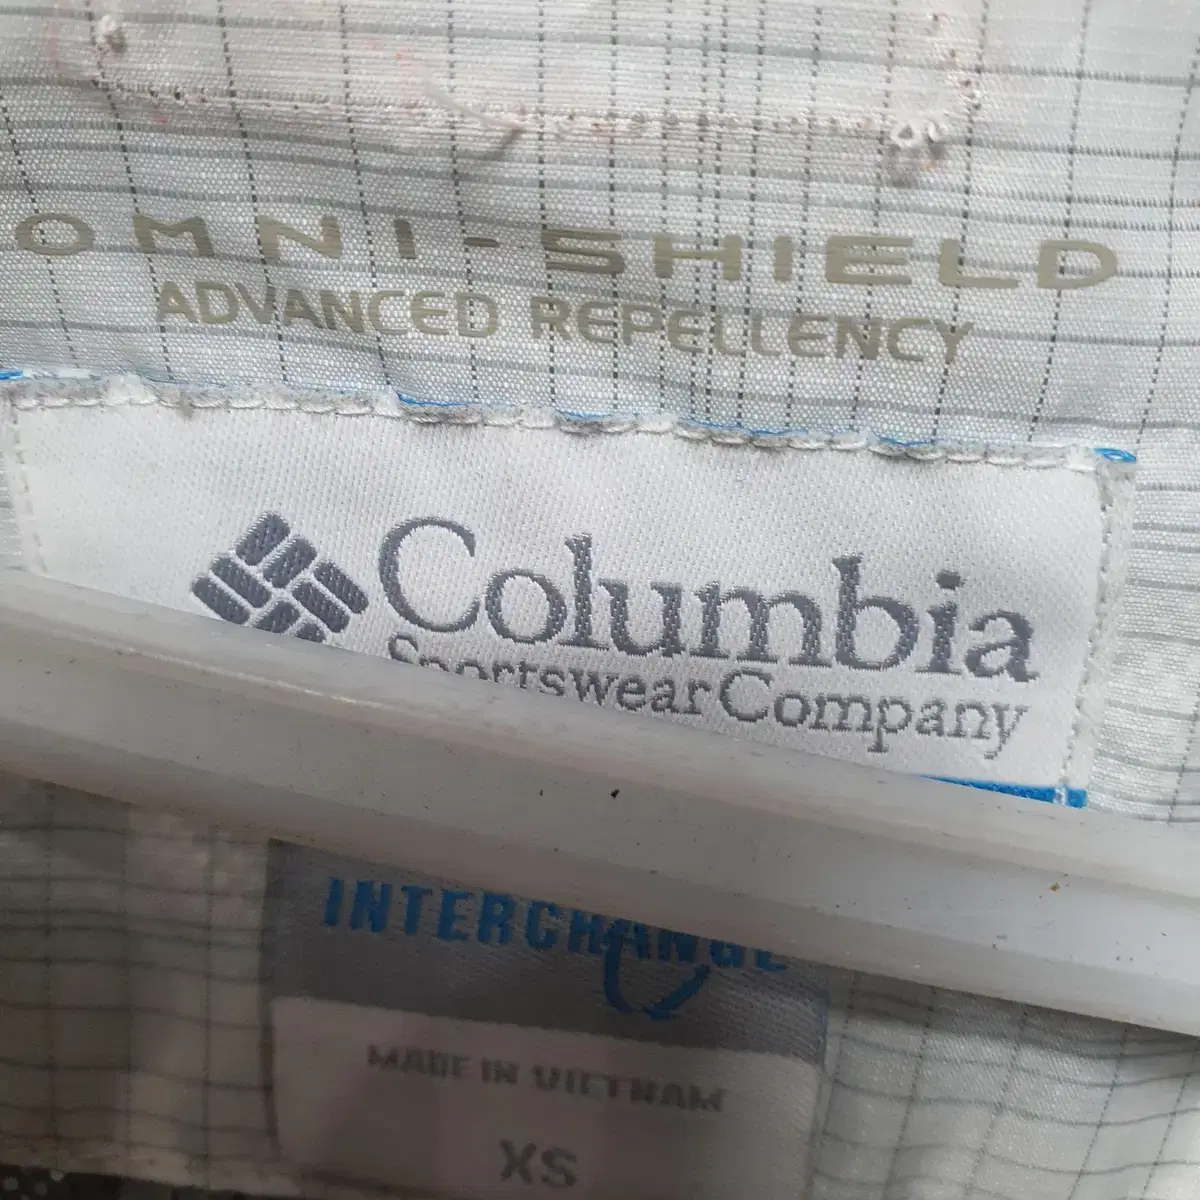 OMNI-SHIELD
ADVANCED REPELLENCY
Columbia
Sportswear Company
INTERCHANGE
MADE IN VIETNAM
XS